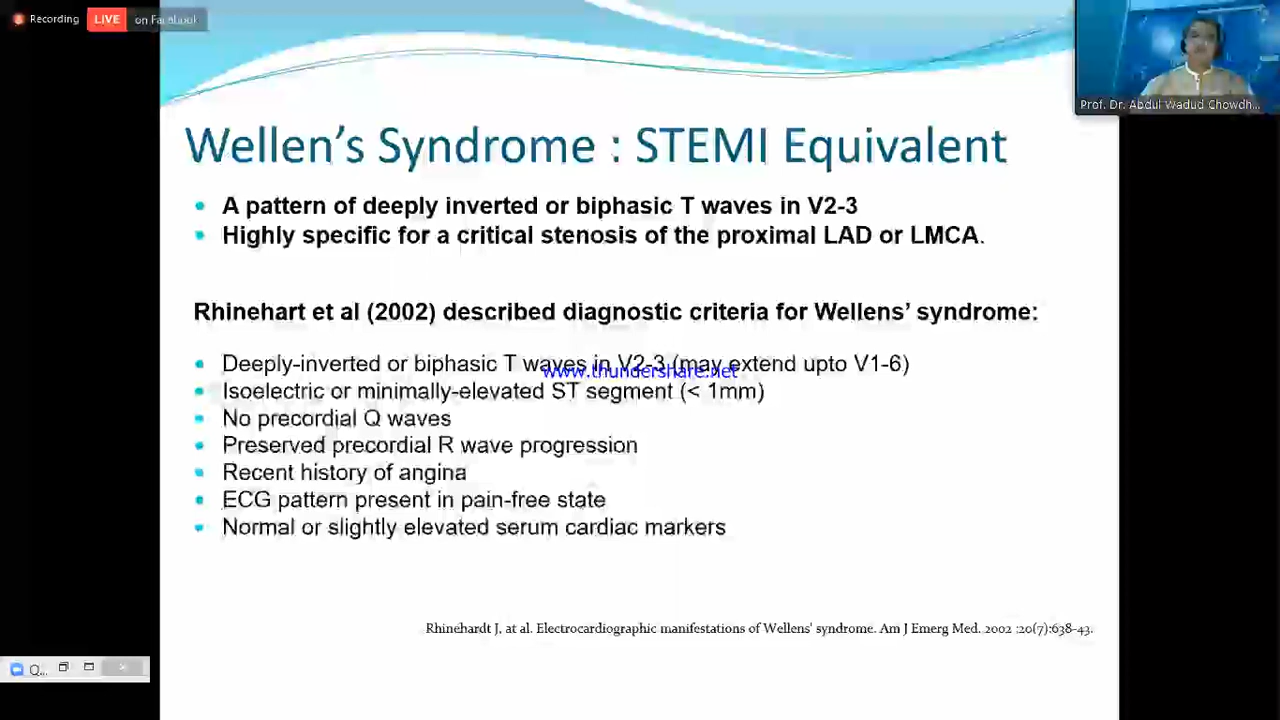 Recording LIVE on Facebook
Prof. Dr. Abdul Wadud Chowdh...
Wellen's Syndrome : STEMI Equivalent
• A pattern of deeply inverted or biphasic T waves in V2-3
• Highly specific for a critical stenosis of the proximal LAD or LMCA.
Rhinehart et al (2002) described diagnostic criteria for Wellens' syndrome:
• Deeply-inverted or biphasic T waves in V2-3 (may extend upto V1-6)
www.thundershare.net
• Isoelectric or minimally-elevated ST segment (< 1mm)
• No precordial Q waves
• Preserved precordial R wave progression
• Recent history of angina
• ECG pattern present in pain-free state
• Normal or slightly elevated serum cardiac markers
Rhinehardt J, at al. Electrocardiographic manifestations of Wellens' syndrome. Am J Emerg Med. 2002 ;20(7):638-43.
Q...